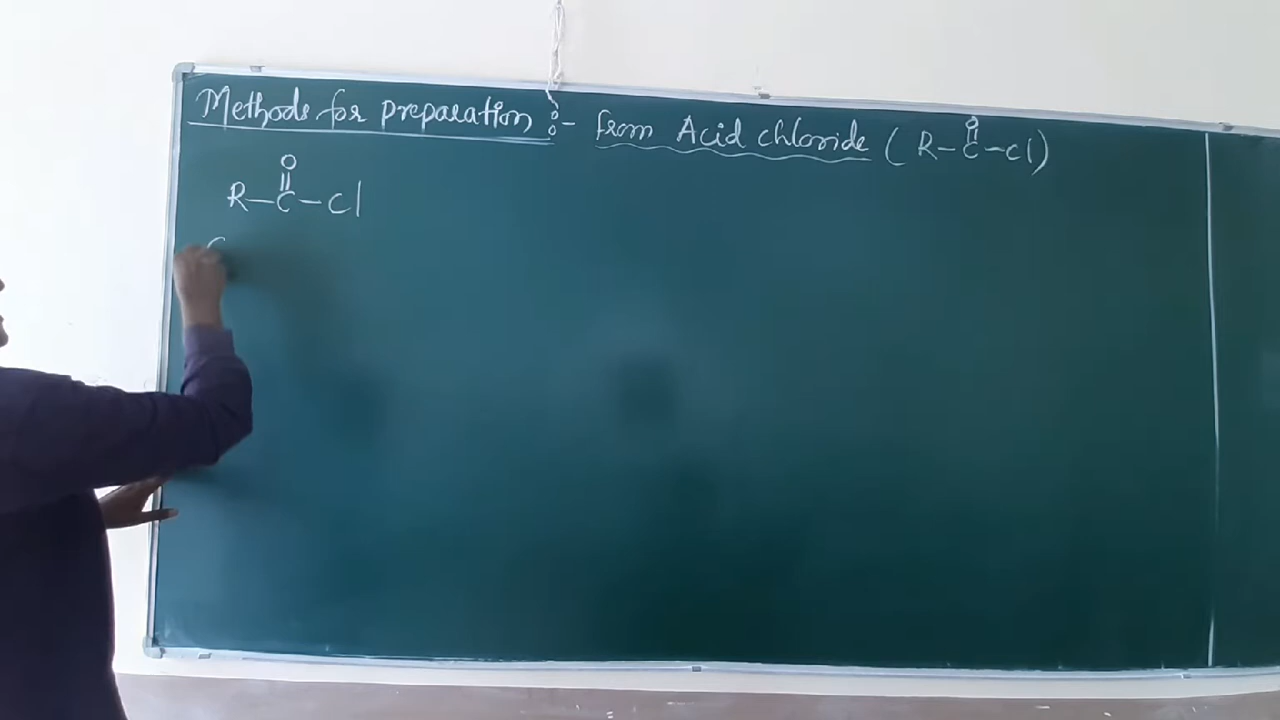 Methods for preparation :- from Acid chloride ( R-C-Cl)
O
||
R-C-Cl
(